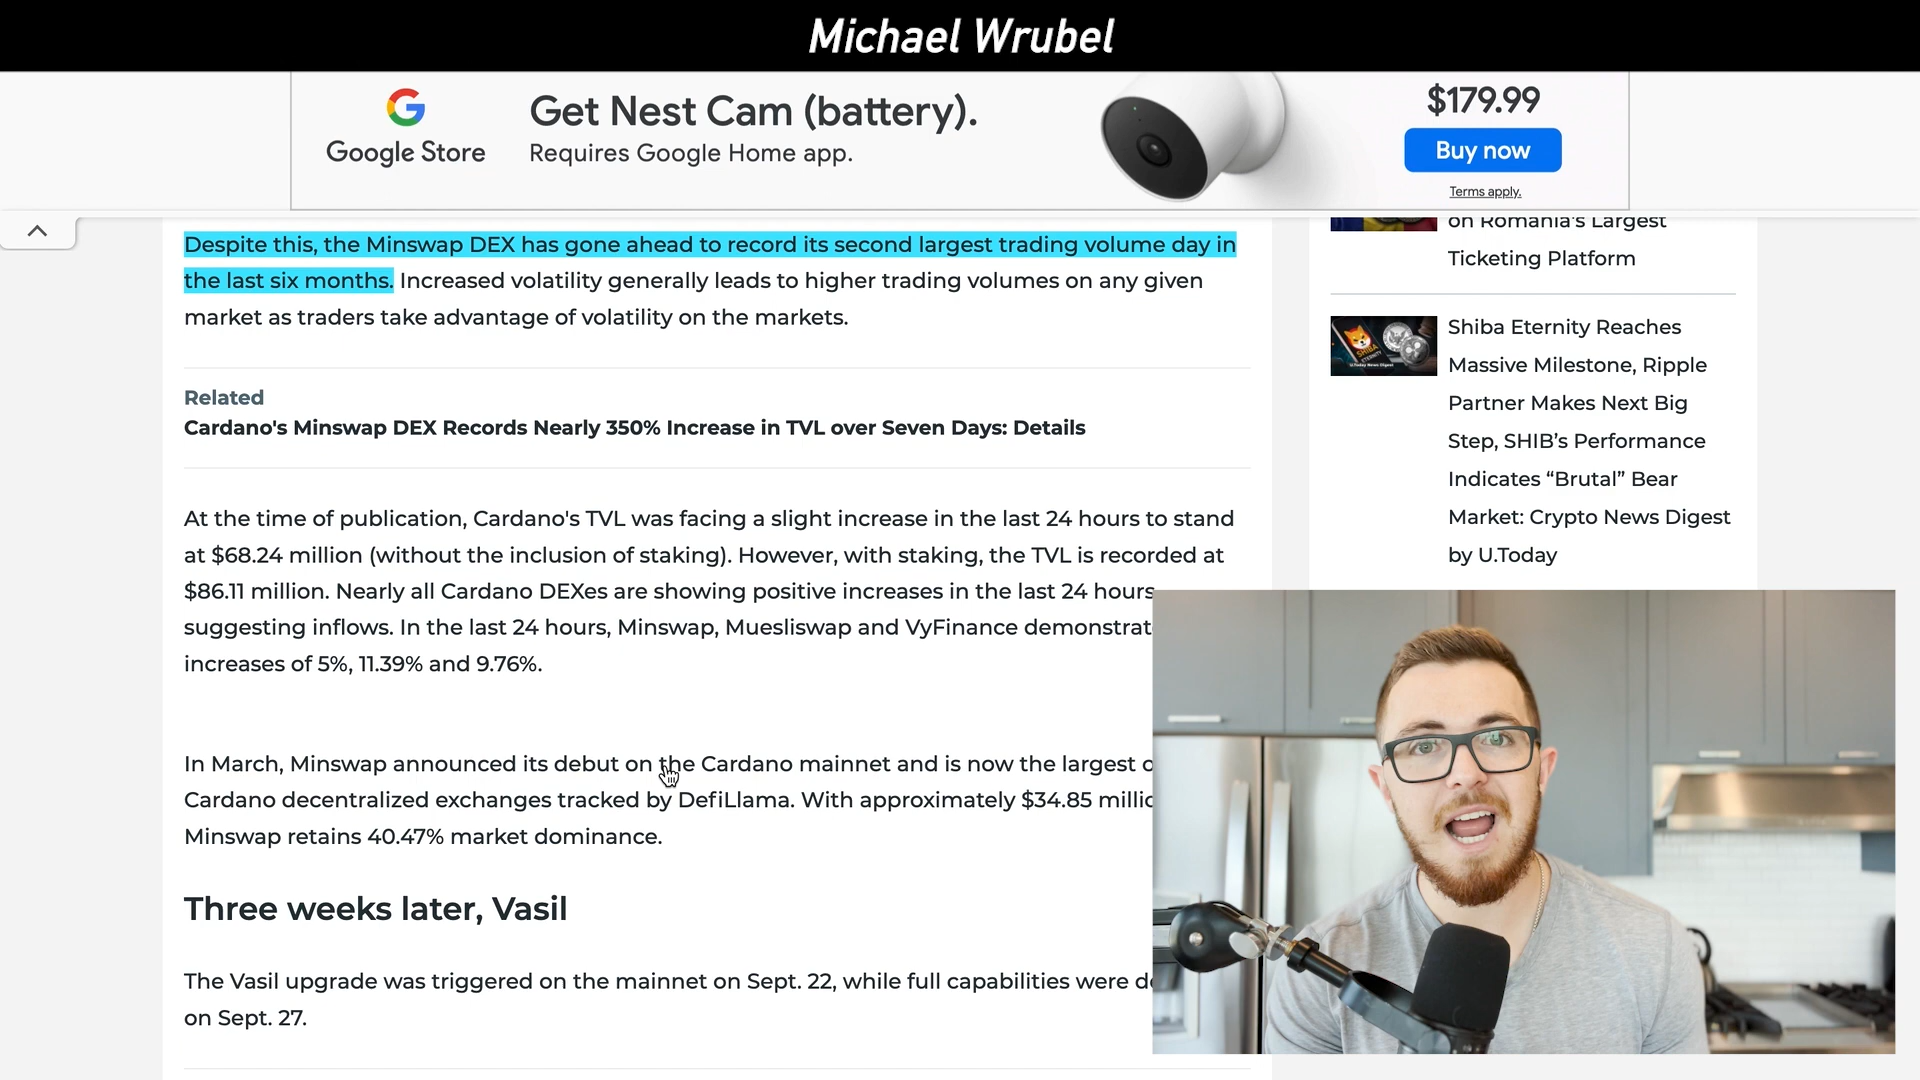 Michael Wrubel
Google Store
Get Nest Cam (battery).
Requires Google Home app.
$179.99
Buy now
Terms apply.
Despite this, the Minswap DEX has gone ahead to record its second largest trading volume day in
the last six months. Increased volatility generally leads to higher trading volumes on any given
market as traders take advantage of volatility on the markets.
Related
Cardano's Minswap DEX Records Nearly 350% Increase in TVL over Seven Days: Details
At the time of publication, Cardano's TVL was facing a slight increase in the last 24 hours to stand
at $68.24 million (without the inclusion of staking). However, with staking, the TVL is recorded at
$86.11 million. Nearly all Cardano DEXes are showing positive increases in the last 24 hours
suggesting inflows. In the last 24 hours, Minswap, Muesliswap and VyFinance demonstrat
increases of 5%, 11.39% and 9.76%.
In March, Minswap announced its debut on the Cardano mainnet and is now the largest
Cardano decentralized exchanges tracked by DefiLlama. With approximately $34.85 millic
Minswap retains 40.47% market dominance.
Three weeks later, Vasil
The Vasil upgrade was triggered on the mainnet on Sept. 22, while full capabilities were
on Sept. 27.
on Romania's Largest
Ticketing Platform
Shiba Eternity Reaches
Massive Milestone, Ripple
Partner Makes Next Big
Step, SHIB's Performance
Indicates “Brutal” Bear
Market: Crypto News Digest
by U.Today